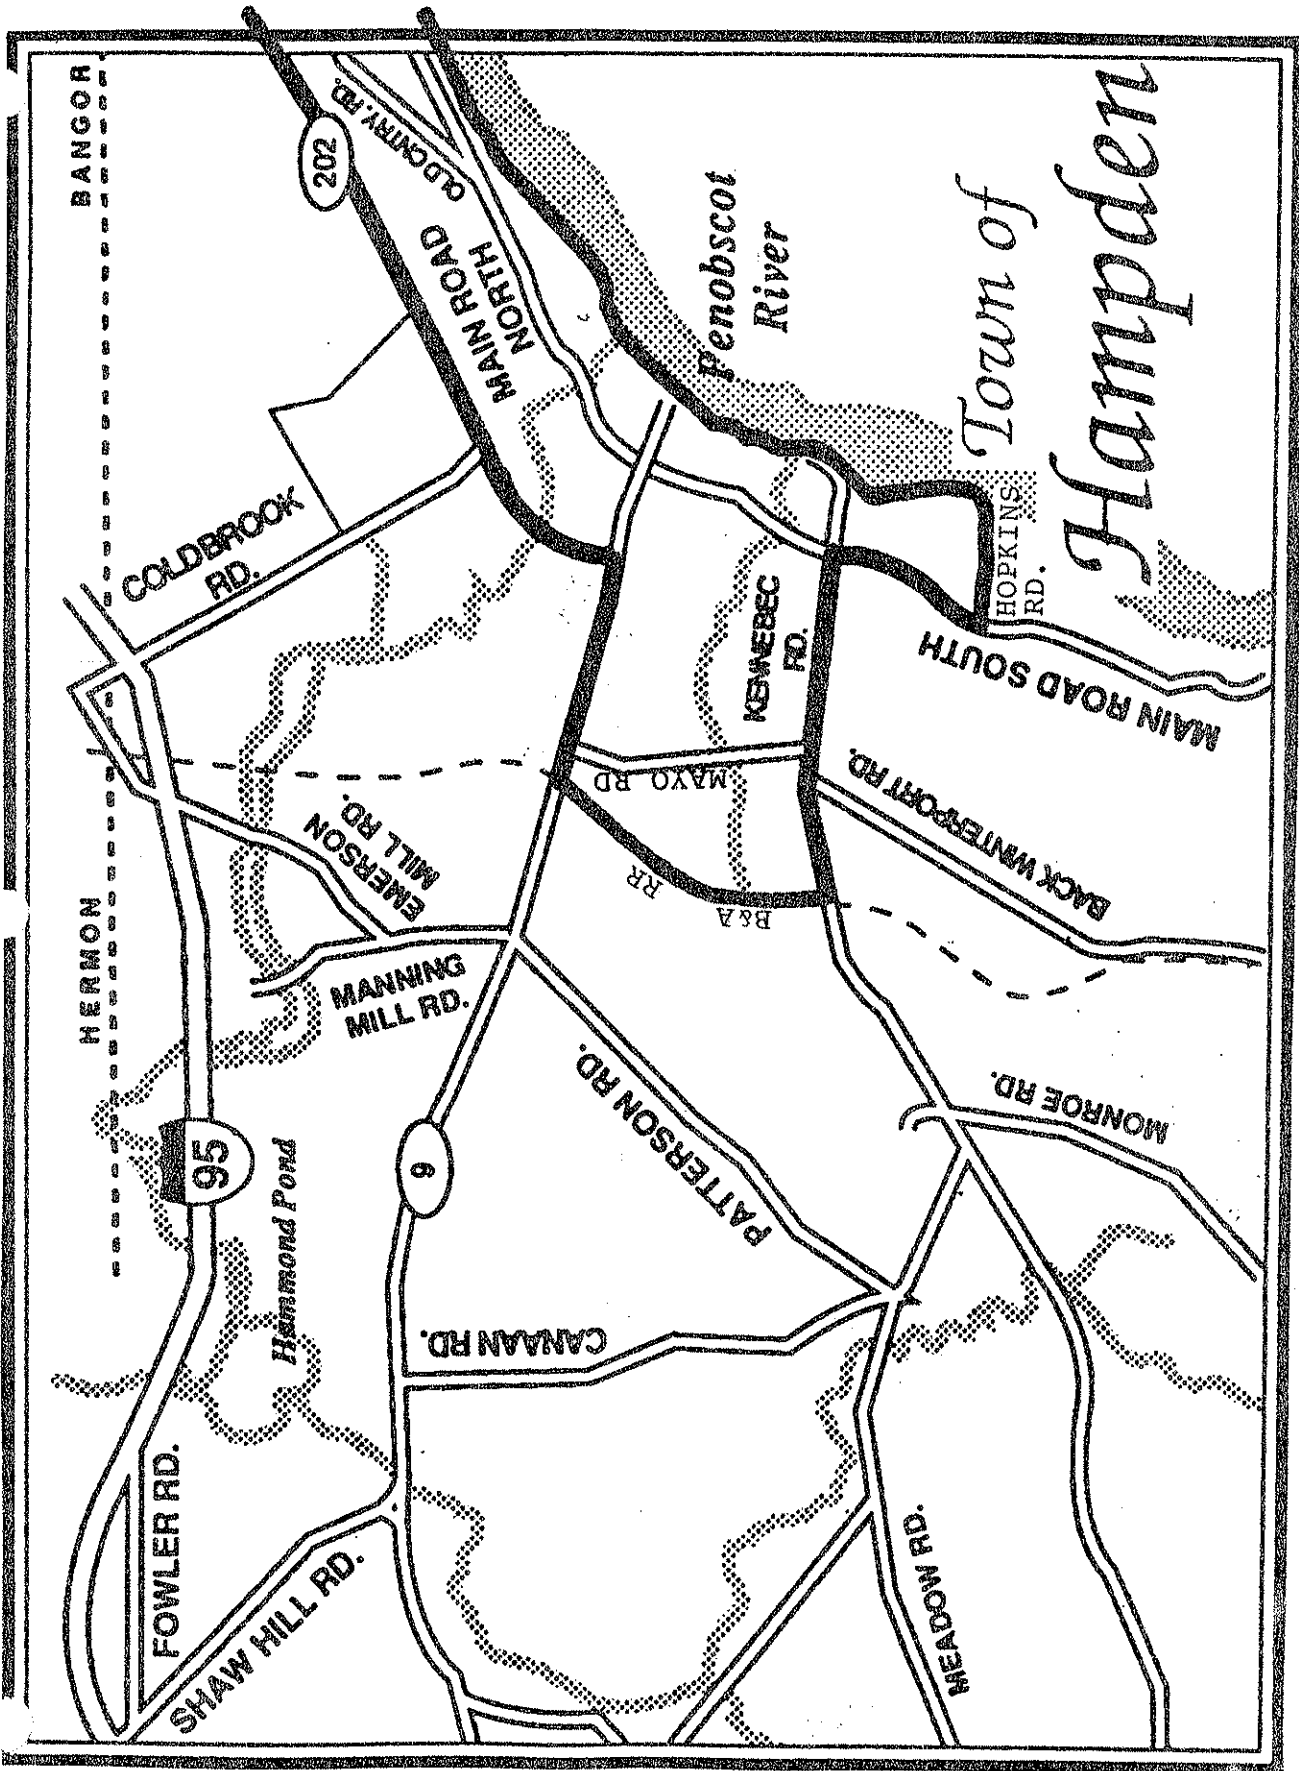 BANGOR
HERMON
202
OLD CNTRY. RD.
MAIN ROAD
NORTH
COLDBROOK
RD.
Penobscot
River
Town of
Hampden
HOPKINS
RD.
KENNEBEC
RD.
MAIN ROAD SOUTH
MAYO RD
BACK WINTERPORT RD.
B&A
RR
EMERSON
MILL RD.
MANNING
MILL RD.
95
Hammond Pond
9
PATTERSON RD.
MONROE RD.
CANAAN RD.
FOWLER RD.
SHAW HILL RD.
MEADOW RD.